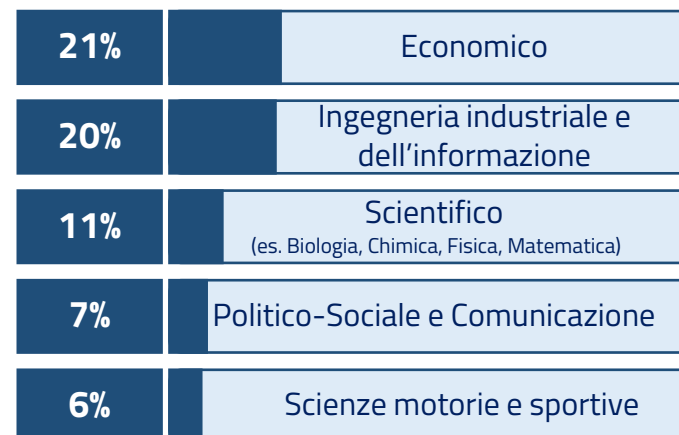 21%
Economico
20%
Ingegneria industriale e
dell’informazione
11%
Scientifico
(es. Biologia, Chimica, Fisica, Matematica)
7%
Politico-Sociale e Comunicazione
6%
Scienze motorie e sportive